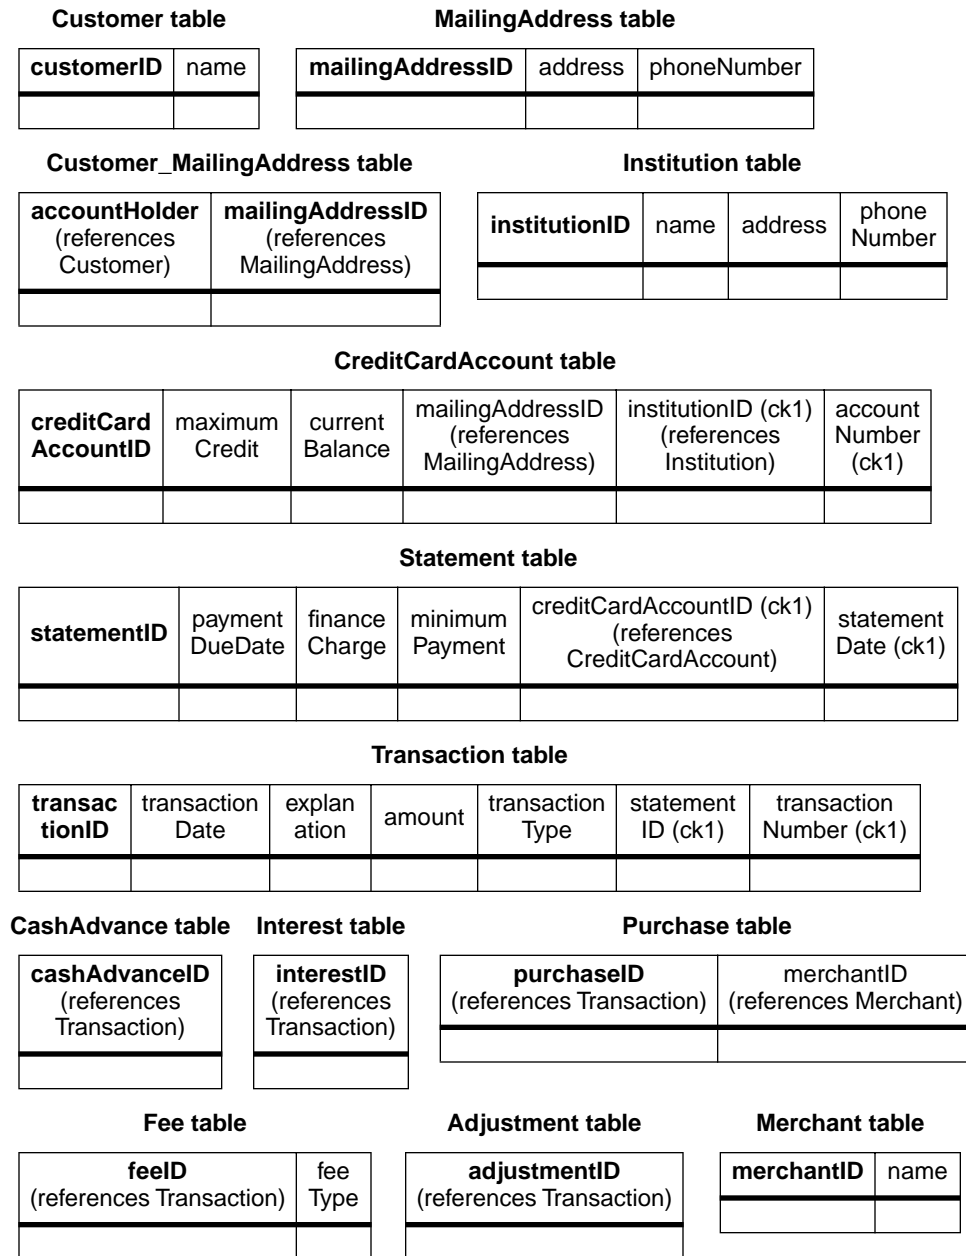 Customer table
MailingAddress table
customerID name
mailingAddressID address phoneNumber
Customer_MailingAddress table
Institution table
accountHolder
(references
Customer)
mailingAddressID
(references
MailingAddress)
institutionID name address phone
Number
CreditCardAccount table
creditCard
AccountID
maximum
Credit
current
Balance
mailingAddressID
(references
MailingAddress)
institutionID (ck1)
(references
Institution)
account
Number
(ck1)
Statement table
statementID
payment
DueDate
finance
Charge
minimum
Payment
creditCardAccountID (ck1)
(references
CreditCardAccount)
statement
Date (ck1)
Transaction table
transac
tionID
transaction
Date
explan
ation
amount
transaction
Type
statement
ID (ck1)
transaction
Number (ck1)
CashAdvance table
Interest table
Purchase table
cashAdvanceID
(references
Transaction)
interestID
(references
Transaction)
purchaseID
(references Transaction)
merchantID
(references Merchant)
Fee table
Adjustment table
Merchant table
feeID
(references Transaction)
fee
Type
adjustmentID
(references Transaction)
merchantID name